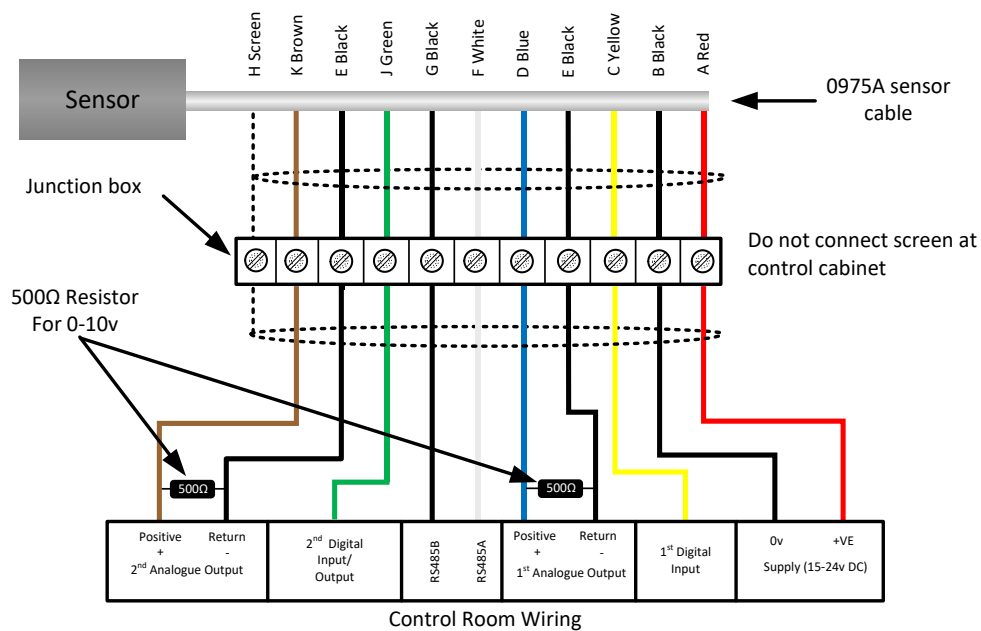 H Screen
K Brown
E Black
J Green
G Black
F White
D Blue
E Black
C Yellow
B Black
A Red
Sensor
0975A sensor
cable
Junction box
Do not connect screen at
control cabinet
500Ω Resistor
For 0-10v
500Ω
500Ω
Positive
+
Return
-
2nd Analogue Output
2nd Digital
Input/
Output
RS485B
RS485A
Positive
+
Return
-
1st Analogue Output
1st Digital
Input
0v
+VE
Supply (15-24v DC)
Control Room Wiring